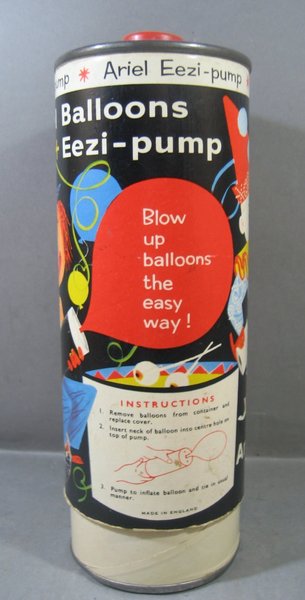 ump * Ariel Eezi-pump *
Balloons
Eezi-pump
Blow
up
balloons
the
easy
way!
INSTRUCTIONS
1. Remove balloons from container and
replace cover.
2. Insert neck of balloon into centre hole on
top of pump.
3. Pump to inflate balloon and tie in usual
manner.
MADE IN ENGLAND
J
A